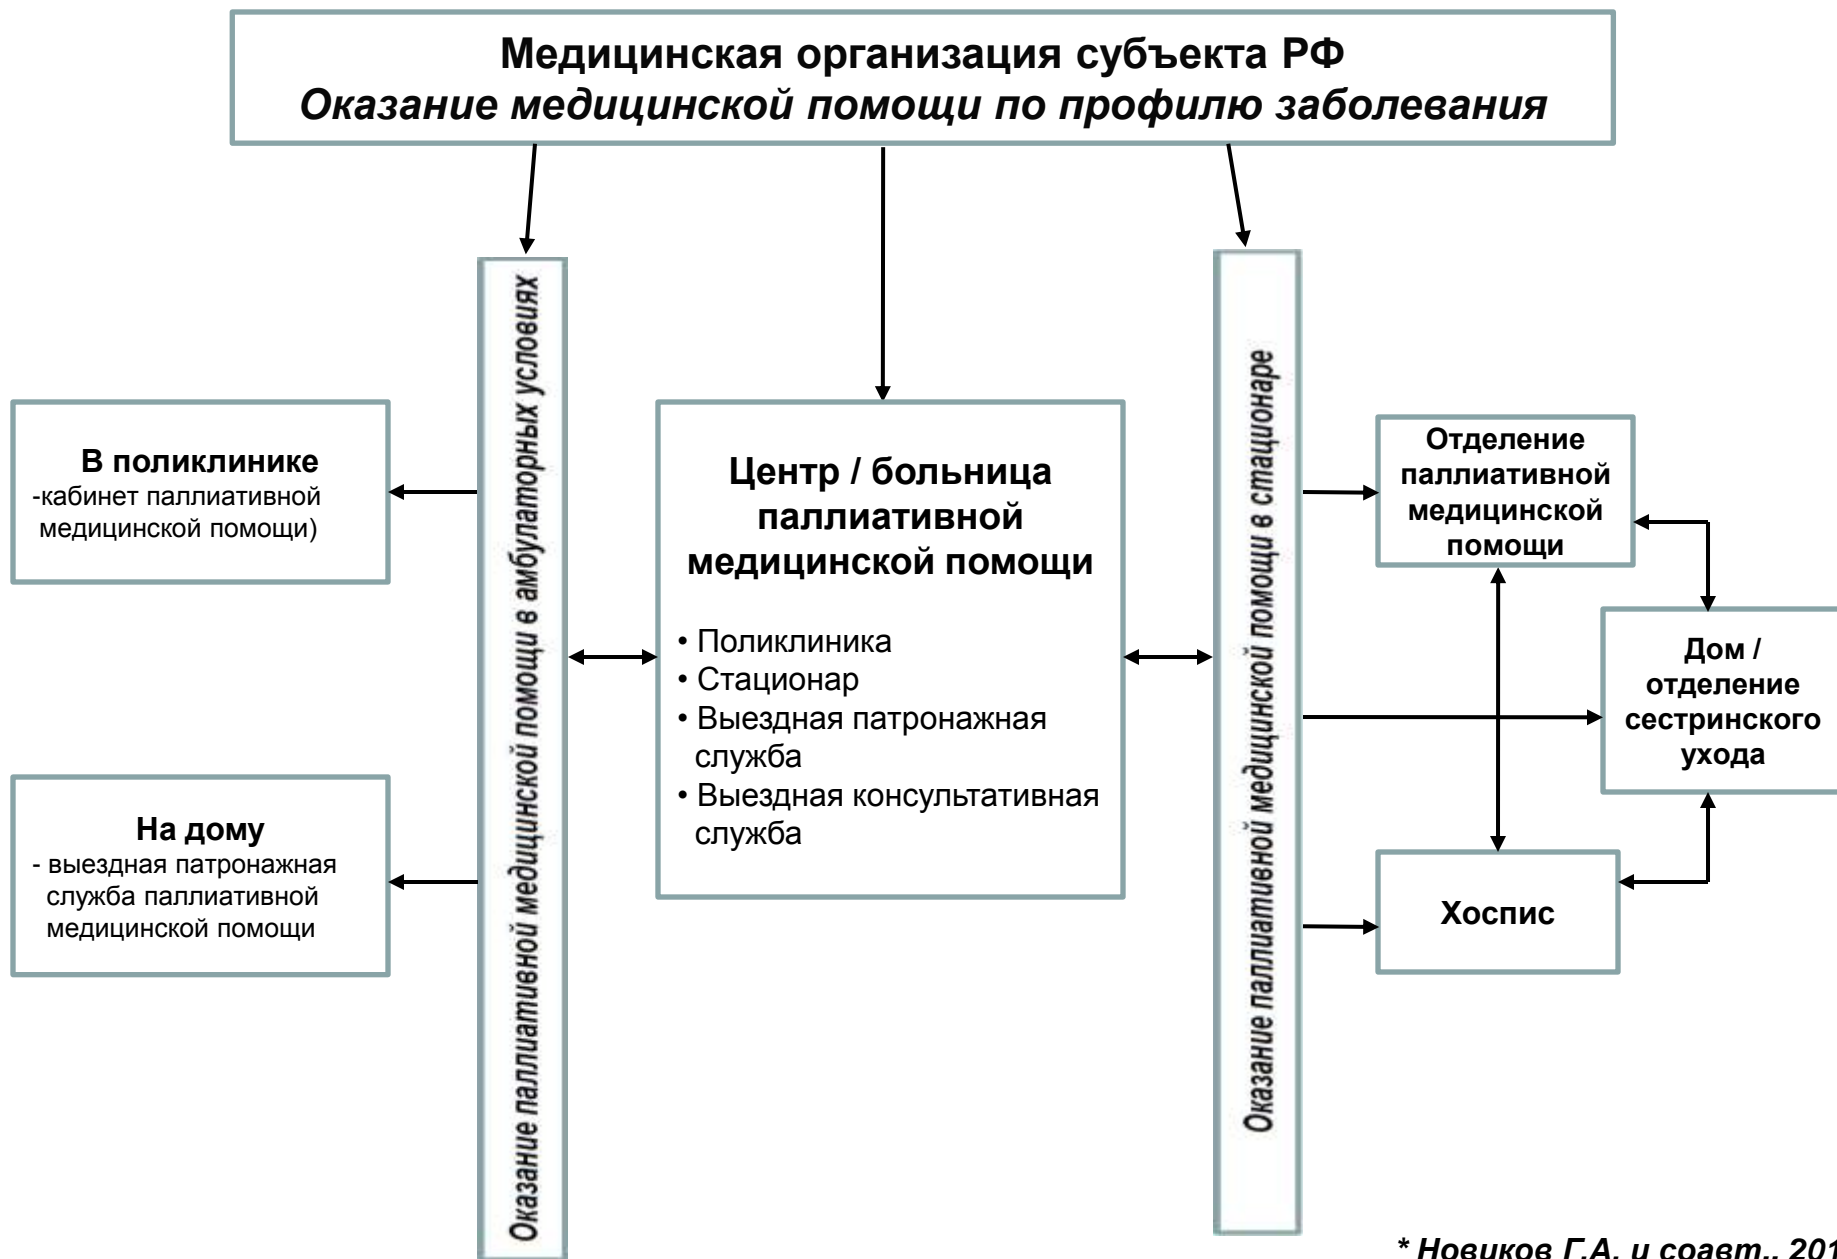 Медицинская организация субъекта РФ
Оказание медицинской помощи по профилю заболевания
Оказание паллиативной медицинской помощи в амбулаторных условиях
В поликлинике
-кабинет паллиативной
медицинской помощи)
На дому
- выездная патронажная
служба паллиативной
медицинской помощи
Центр / больница
паллиативной
медицинской помощи
• Поликлиника
• Стационар
• Выездная патронажная
служба
• Выездная консультативная
служба
Оказание паллиативной медицинской помощи в стационаре
Отделение
паллиативной
медицинской
помощи
Дом /
отделение
сестринского
ухода
Хоспис
* Новиков Г.А. и соавт., 201